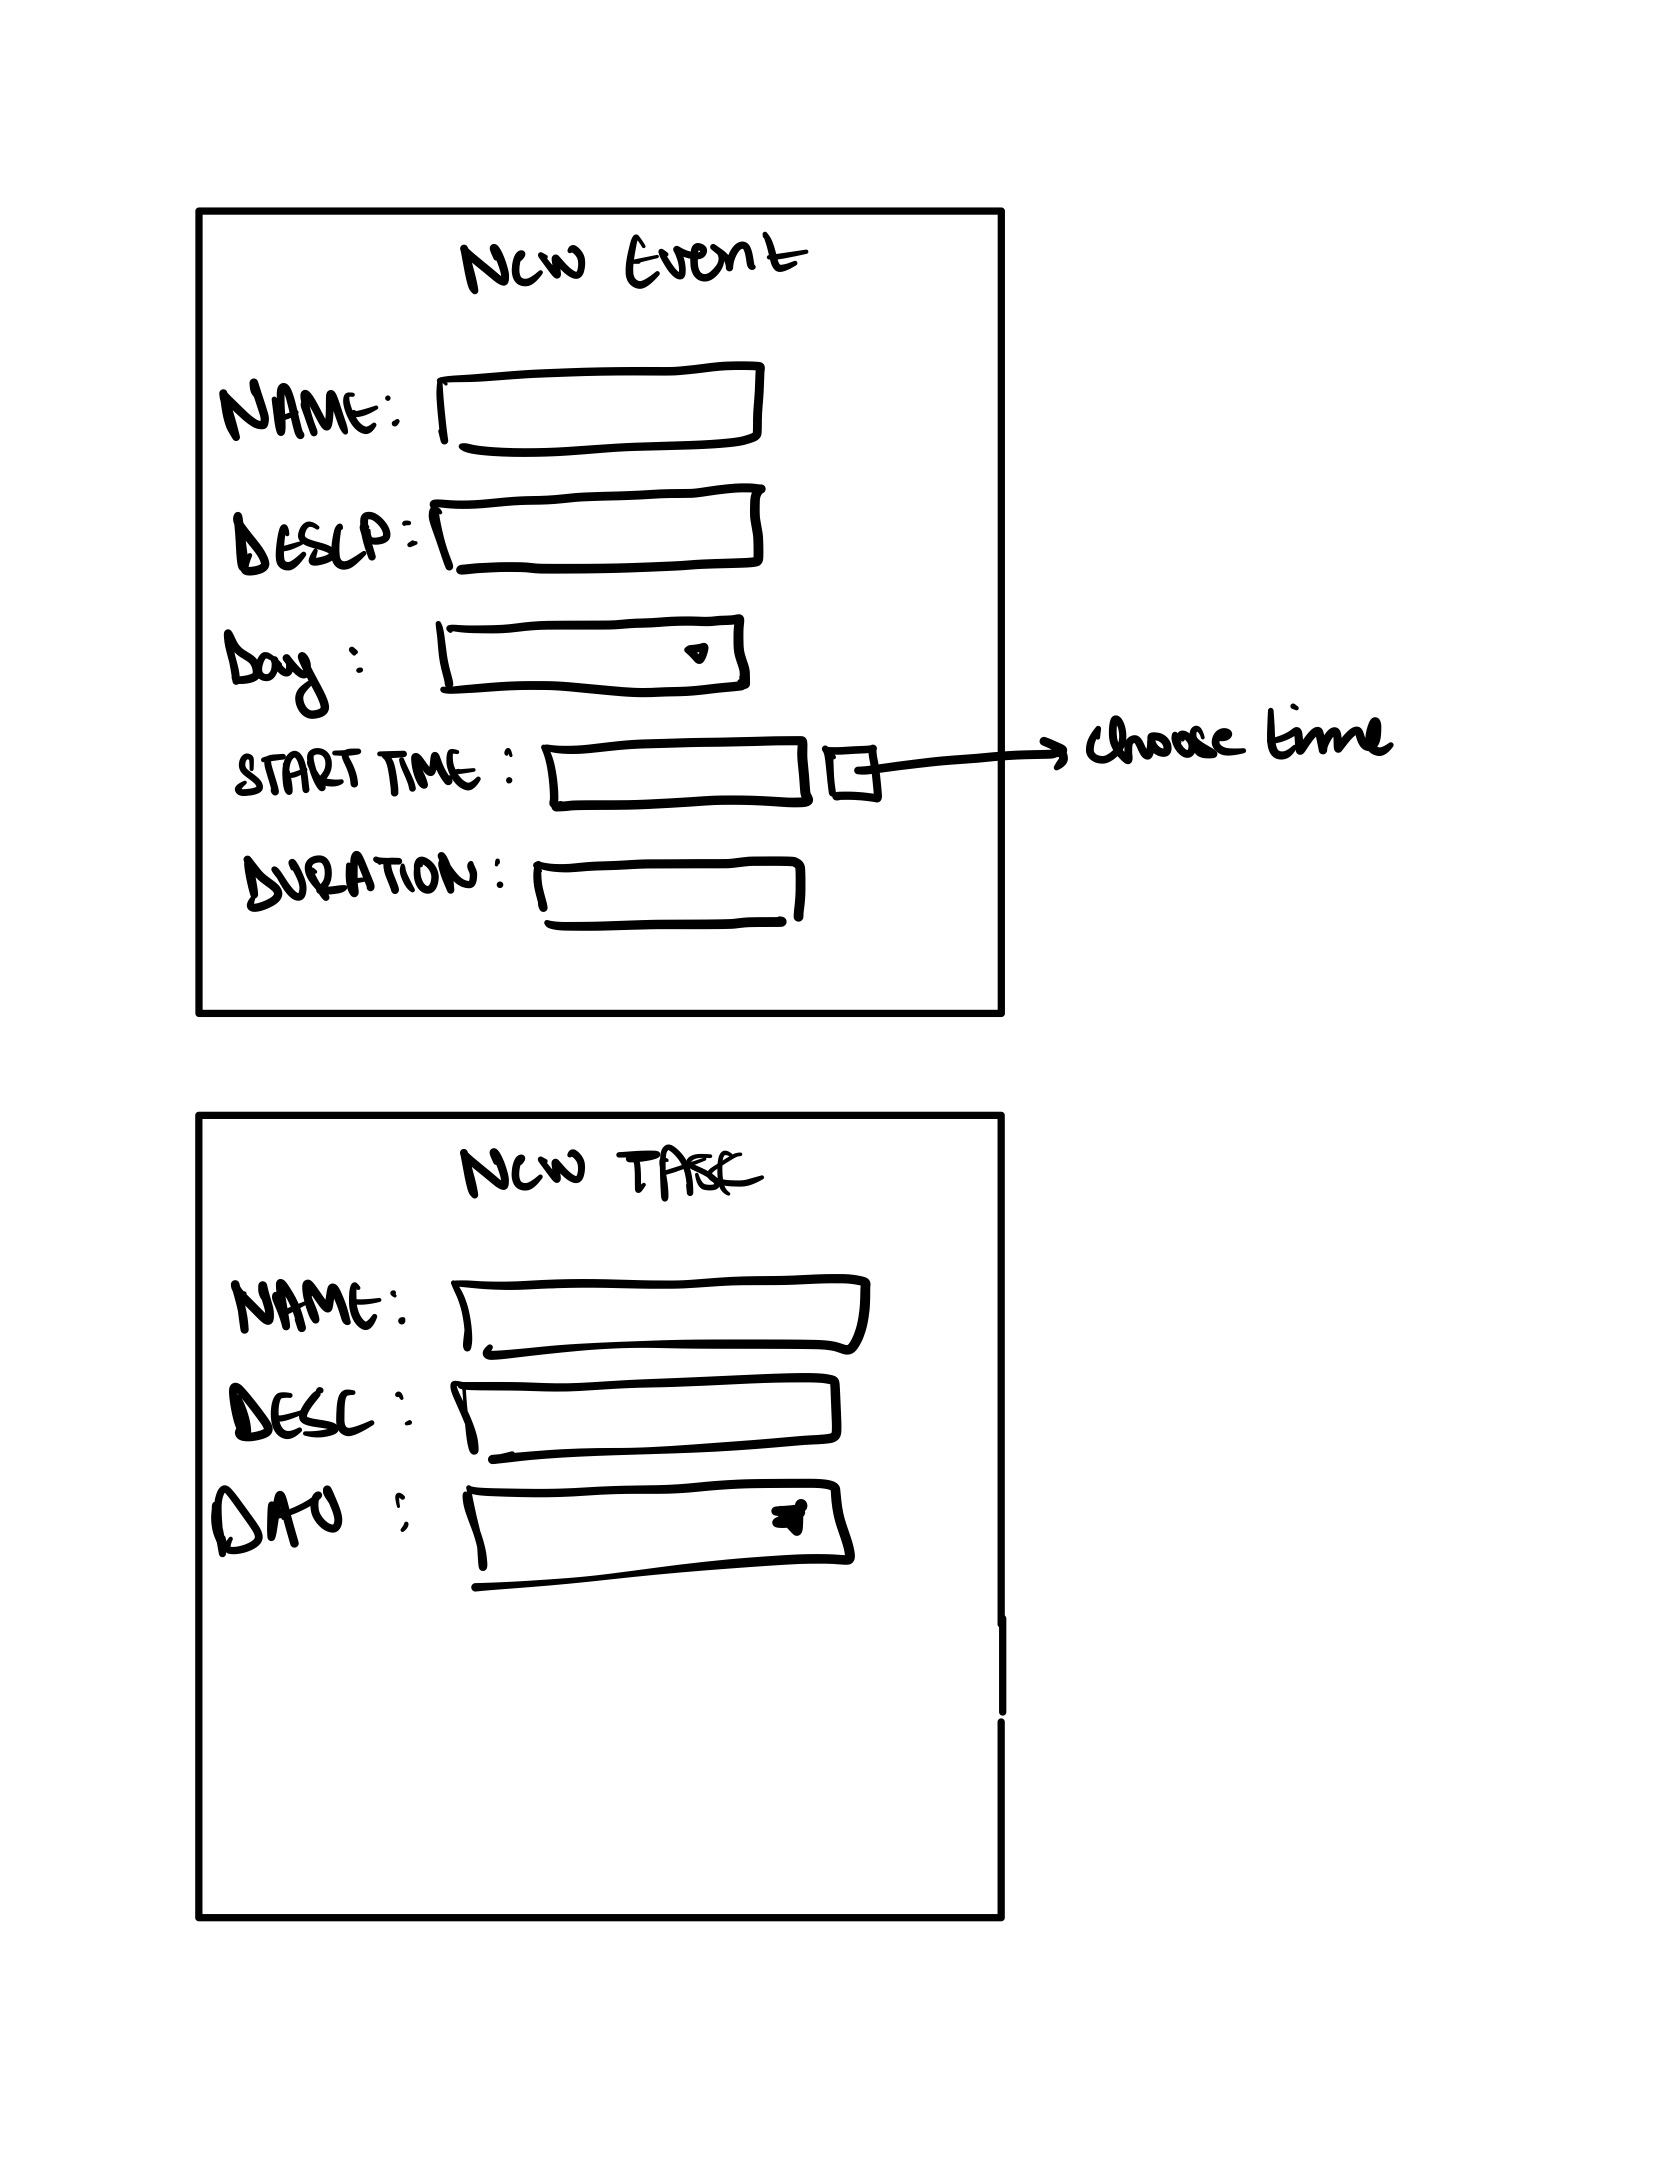 New Event
NAME:
DESCP:
Day :
START TIME :
choose time
DURATION :
New TASK
NAME:
DESC :
DAY :